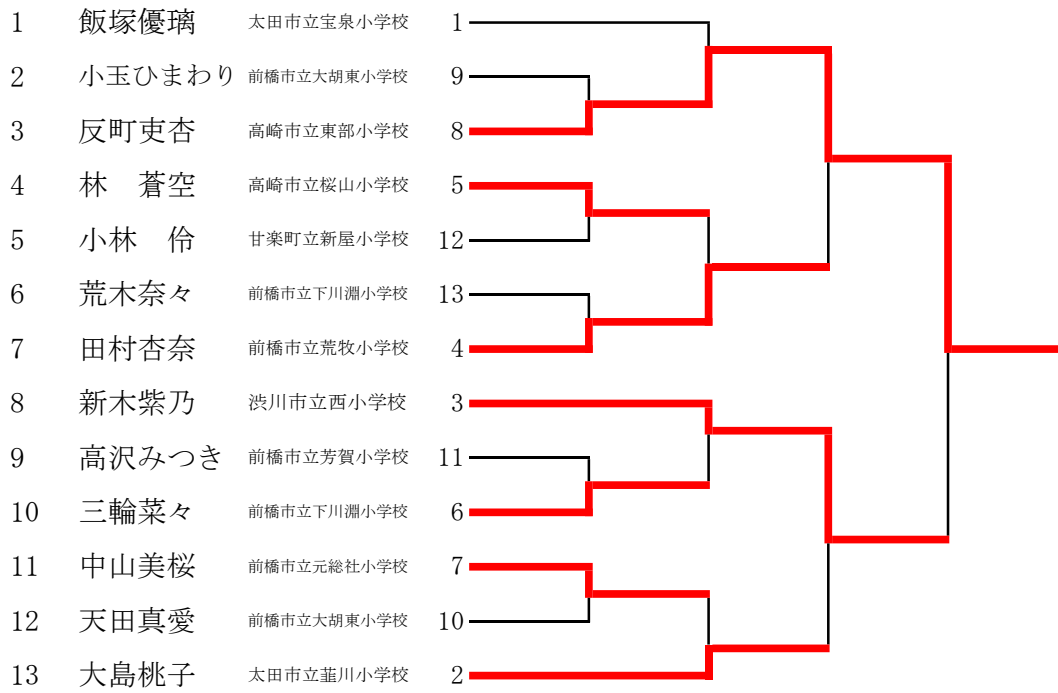 1 飯塚優璃 太田市立宝泉小学校 1
2 小玉ひまわり 前橋市立大胡東小学校 9
3 反町吏杏 高崎市立東部小学校 8
4 林 蒼空 高崎市立桜山小学校 5
5 小林 伶 甘楽町立新屋小学校 12
6 荒木奈々 前橋市立下川淵小学校 13
7 田村杏奈 前橋市立荒牧小学校 4
8 新木紫乃 渋川市立西小学校 3
9 高沢みつき 前橋市立芳賀小学校 11
10 三輪菜々 前橋市立下川淵小学校 6
11 中山美桜 前橋市立元総社小学校 7
12 天田真愛 前橋市立大胡東小学校 10
13 大島桃子 太田市立韮川小学校 2